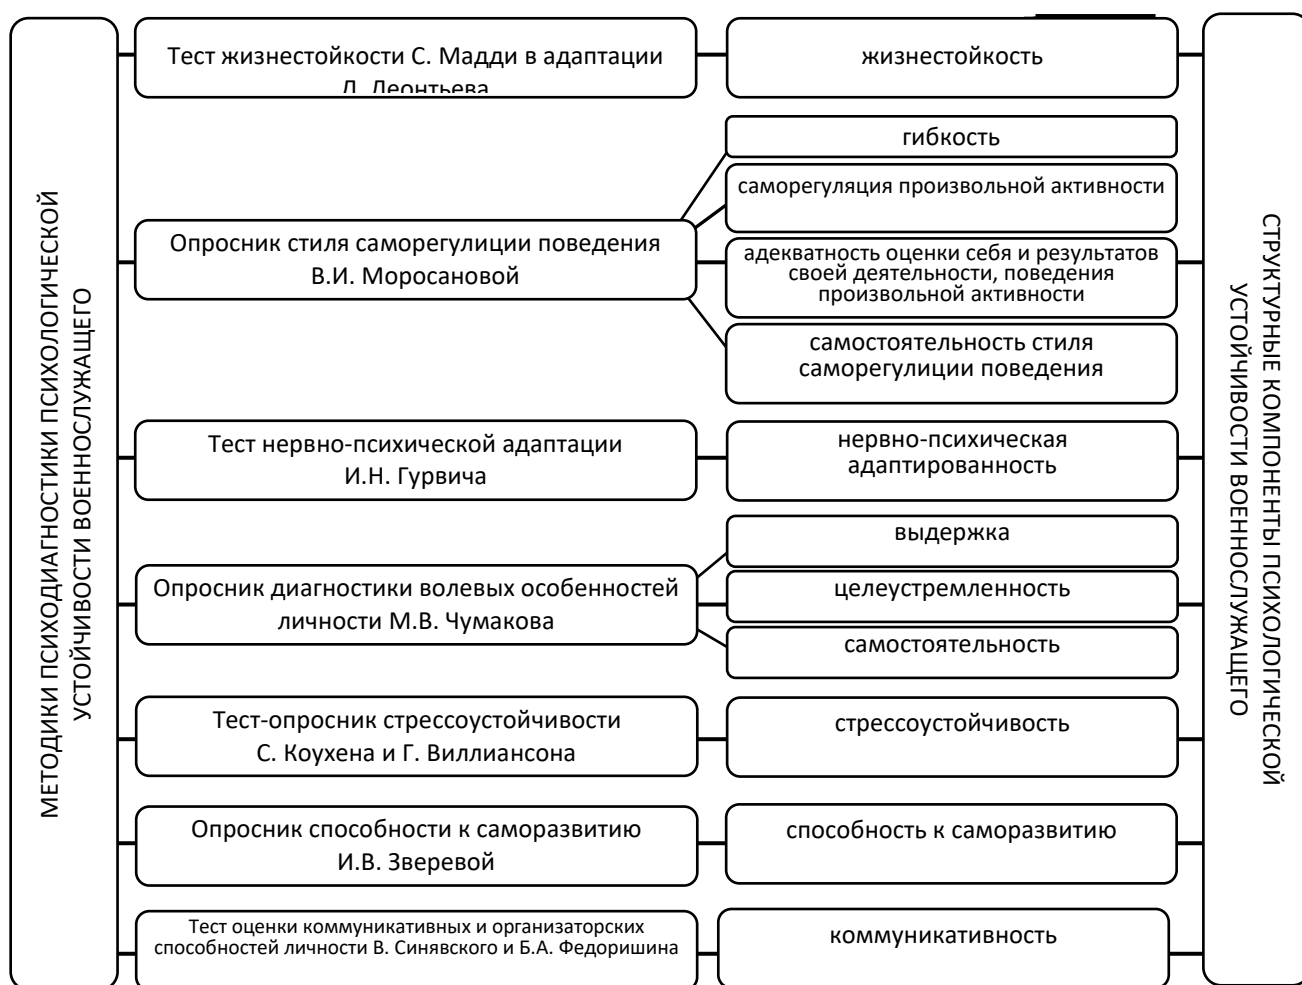 МЕТОДИКИ ПСИХОДИАГНОСТИКИ ПСИХОЛОГИЧЕСКОЙ
УСТОЙЧИВОСТИ ВОЕННОСЛУЖАЩЕГО
Тест жизнестойкости С. Мадди в адаптации
Д. Леонтьева
жизнестойкость
Опросник стиля саморегулиции поведения
В.И. Моросановой
гибкость
саморегуляция произвольной активности
адекватность оценки себя и результатов
своей деятельности, поведения
произвольной активности
самостоятельность стиля
саморегулиции поведения
Тест нервно-психической адаптации
И.Н. Гурвича
нервно-психическая
адаптированность
Опросник диагностики волевых особенностей
личности М.В. Чумакова
выдержка
целеустремленность
самостоятельность
Тест-опросник стрессоустойчивости
С. Коухена и Г. Виллиансона
стрессоустойчивость
Опросник способности к саморазвитию
И.В. Зверевой
способность к саморазвитию
Тест оценки коммуникативных и организаторских
способностей личности В. Синявского и Б.А. Федоришина
коммуникативность
СТРУКТУРНЫЕ КОМПОНЕНТЫ ПСИХОЛОГИЧЕСКОЙ
УСТОЙЧИВОСТИ ВОЕННОСЛУЖАЩЕГО